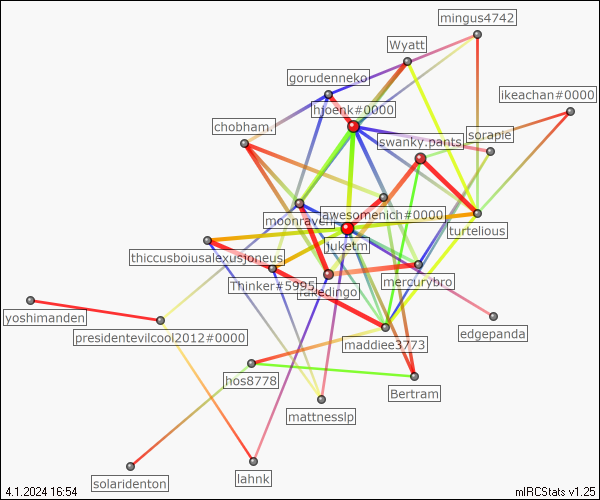 mingus4742
Wyatt
gorudenneko
ikeachan#0000
hjoenk#0000
chobham.
sorapie
swanky.pants
moonraven
awesomenich#0000
turtelious
juketm
thiccusboiusalexusjoneus
Thinker#5995
rakedingo
mercurybro
yoshimanden
presidentevilcool2012#0000
edgepanda
maddiee3773
hos8778
Bertram
mattnesslp
solaridenton
lahnk
4.1.2024 16:54
mIRCStats v1.25